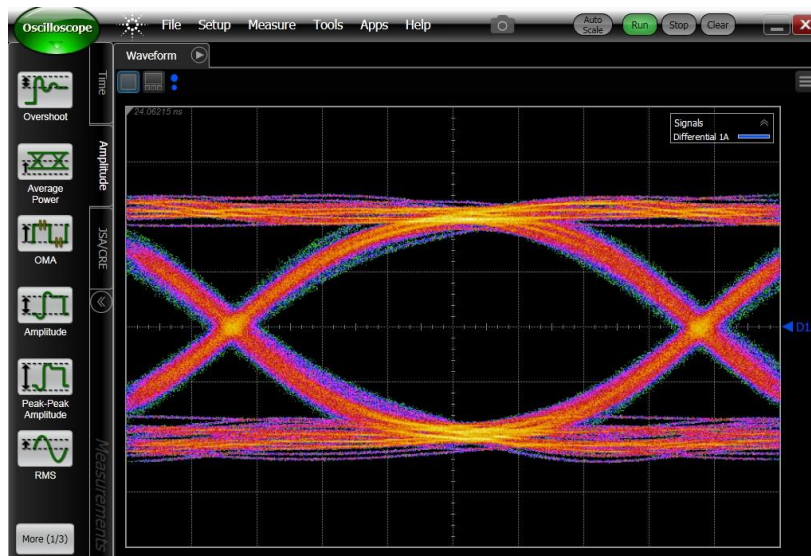 Oscilloscope
File Setup Measure Tools Apps Help
Auto Scale
Run
Stop
Clear
Waveform
Time
Amplitude
JSA/CRE
Measurements
Overshoot
Average
Power
OMA
Amplitude
Peak-Peak
Amplitude
RMS
More (1/3)
24.06215 ns
Signals
Differential 1A
D1